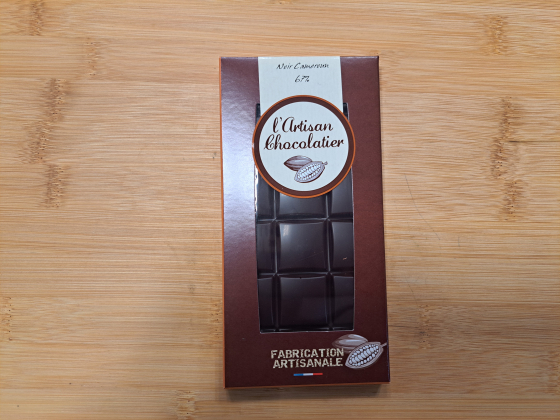 Noir Cameroun
67%
l'Artisan
Chocolatier
FABRICATION
ARTISANALE